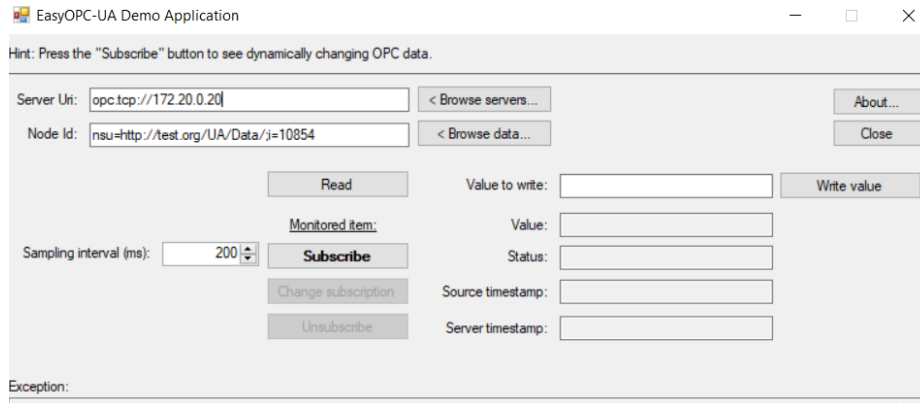 EasyOPC-UA Demo Application
Hint: Press the "Subscribe" button to see dynamically changing OPC data.
Server Uri: opc.tcp://172.20.0.20 < Browse servers... About...
Node Id: nsu=http://test.org/UA/Data/;i=10854 < Browse data... Close
Read Value to write: Write value
Monitored item: Value:
Sampling interval (ms): 200 Subscribe Status:
Change subscription Source timestamp:
Unsubscribe Server timestamp:
Exception: